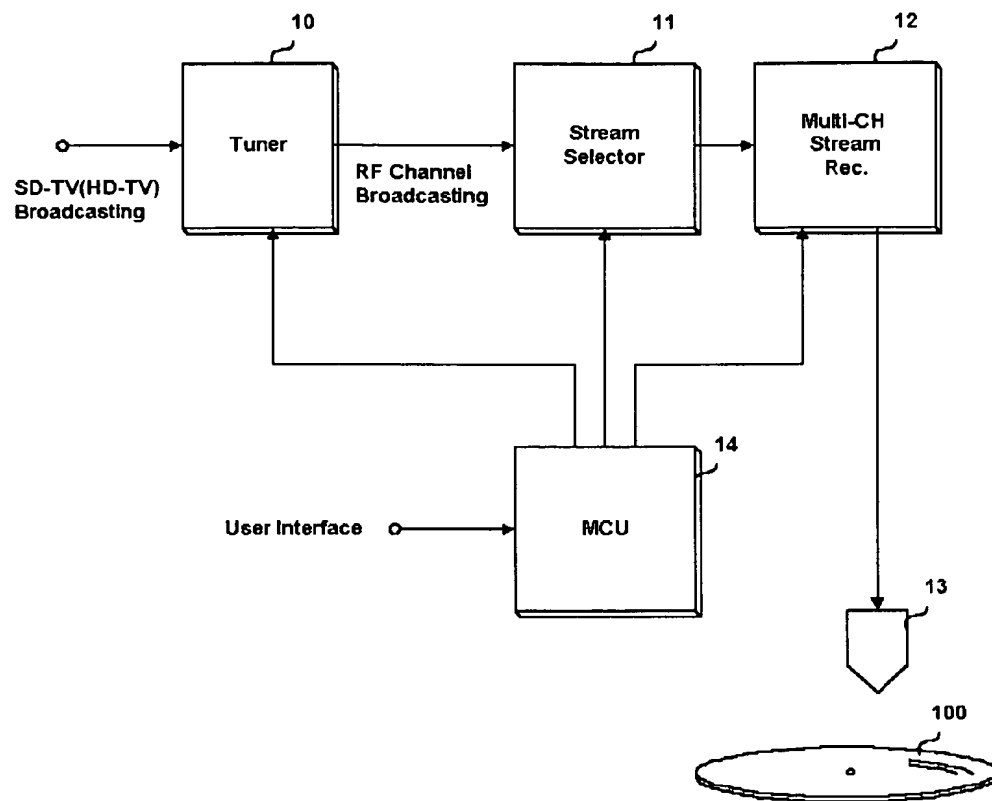 10
11
12
Tuner
Stream
Selector
Multi-CH
Stream
Rec.
SD-TV(HD-TV)
Broadcasting
RF Channel
Broadcasting
14
User Interface
MCU
13
100